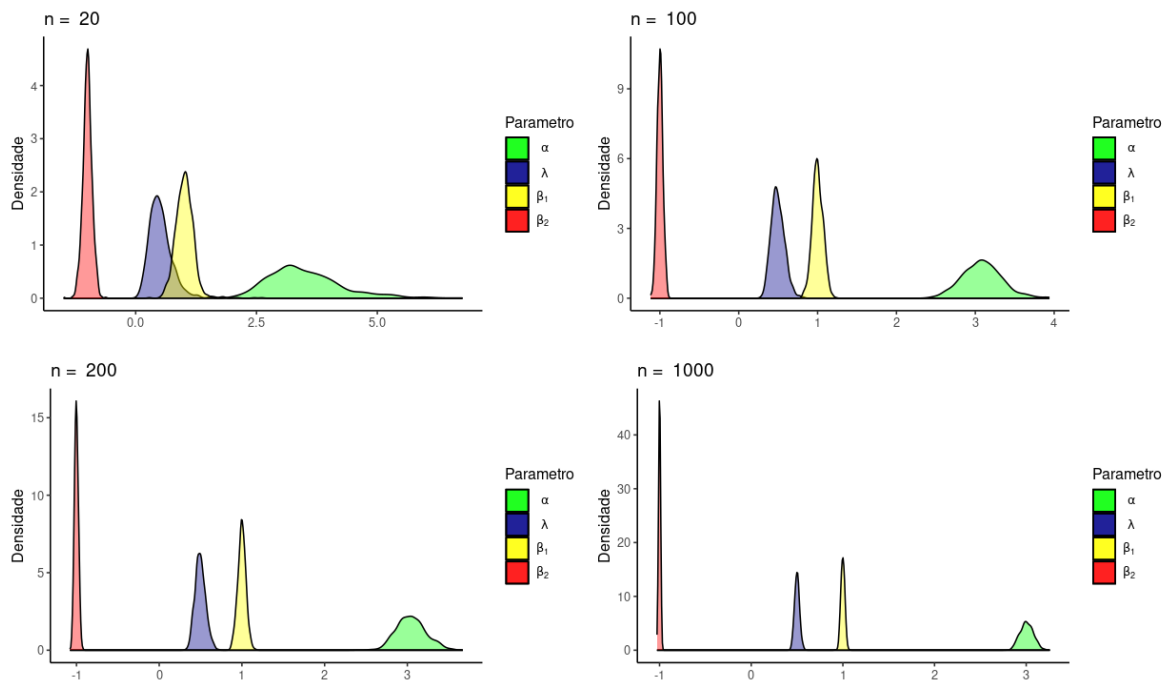 n = 20
4
3
2
1
0
Densidade
0.0 2.5 5.0
Parametro
α
λ
β₁
β₂
n = 100
9
6
3
0
Densidade
-1 0 1 2 3 4
Parametro
α
λ
β₁
β₂
n = 200
15
10
5
0
Densidade
-1 0 1 2 3
Parametro
α
λ
β₁
β₂
n = 1000
40
30
20
10
0
Densidade
-1 0 1 2 3
Parametro
α
λ
β₁
β₂